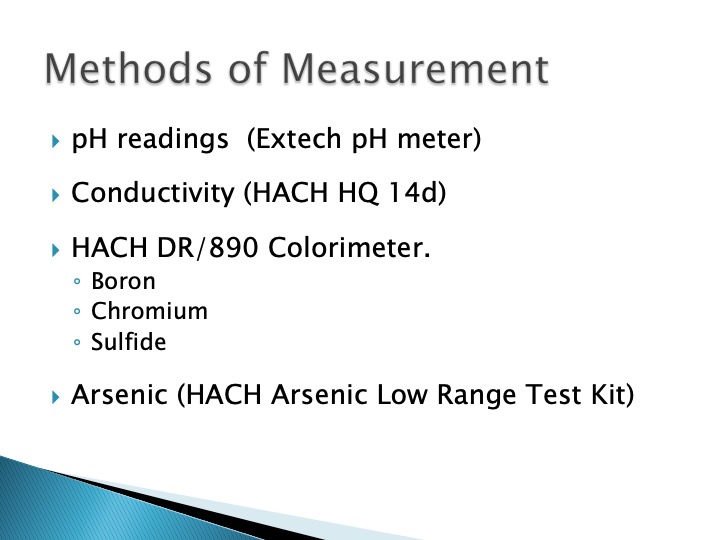 Methods of Measurement
pH readings  (Extech pH meter)
Conductivity (HACH HQ 14d)
HACH DR/890 Colorimeter.
Boron
Chromium
Sulfide
Arsenic (HACH Arsenic Low Range Test Kit)